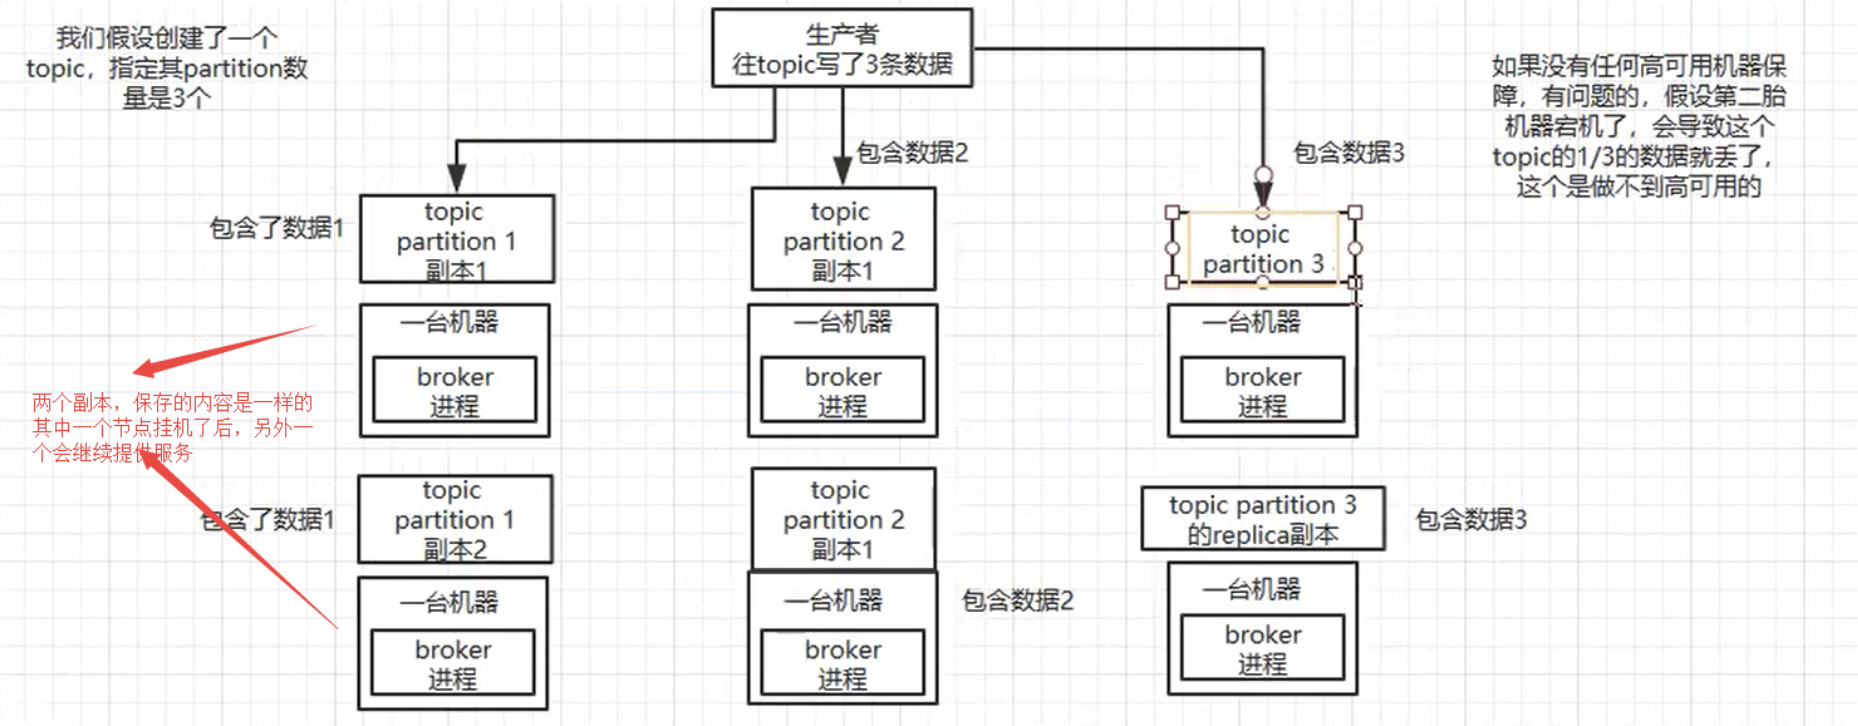 我们假设创建了一个
topic，指定其partition数
量是3个
生产者
往topic写了3条数据
如果没有任何高可用机器保
障，有问题的，假设第二胎
机器宕机了，会导致这个
topic的1/3的数据就丢了，
这个是做不到高可用的
包含数据2
包含数据3
包含了数据1
topic
partition 1
副本1
topic
partition 2
副本1
topic
partition 3
一台机器
broker
进程
一台机器
broker
进程
一台机器
broker
进程
两个副本，保存的内容是一样的
其中一个节点挂机了后，另外一
个会继续提供服务
包含了数据1
topic
partition 1
副本2
topic
partition 2
副本1
topic partition 3
的replica副本
包含数据3
一台机器
broker
进程
一台机器
broker
进程
包含数据2
一台机器
broker
进程